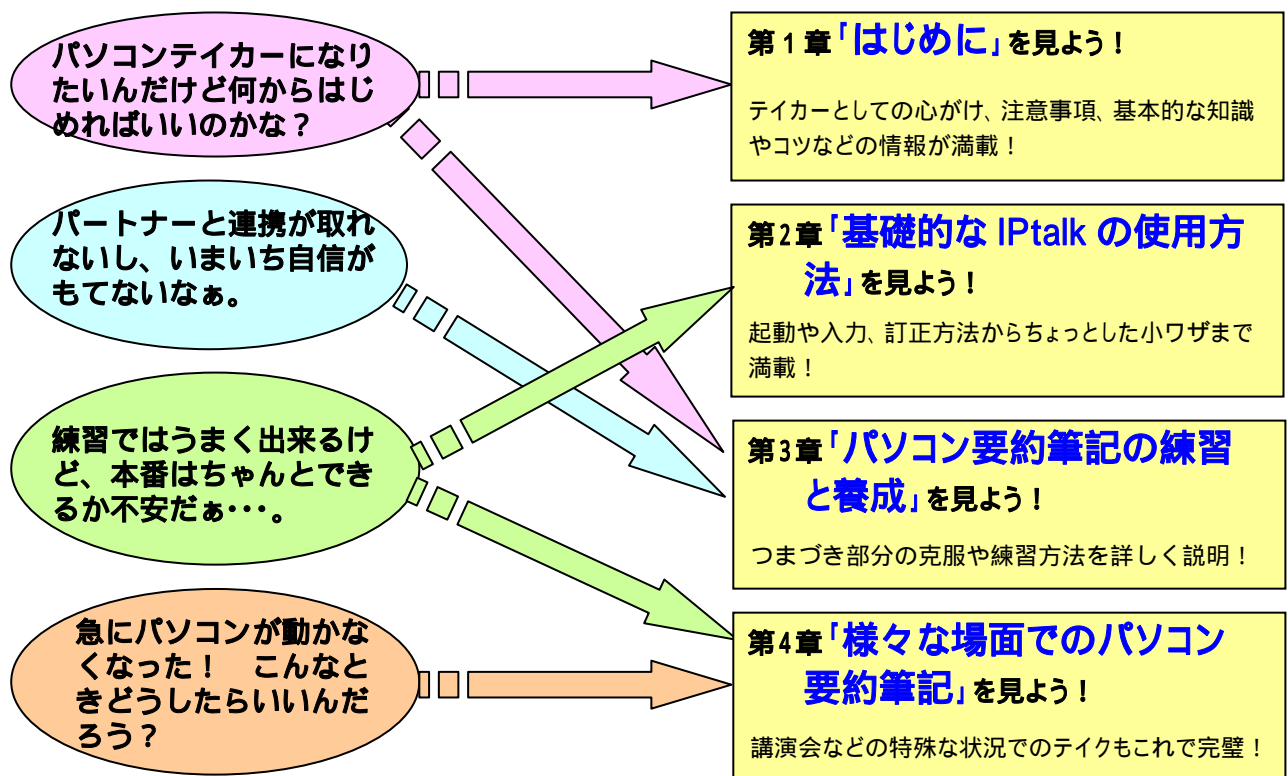 パソコンテイカーになり
たいんだけど何からはじ
めればいいのかな？
パートナーと連携が取れ
ないし、いまいち自信が
もてないなぁ。
練習ではうまく出来るけ
ど、本番はちゃんとでき
るか不安だぁ･･･。
急にパソコンが動かな
くなった！　こんなと
きどうしたらいいんだ
ろう？
第1章「はじめに」を見よう！
テイカーとしての心がけ、注意事項、基本的な知識
やコツなどの情報が満載！
第2章「基礎的な IPtalk の使用方
法」を見よう！
起動や入力、訂正方法からちょっとした小ワザまで
満載！
第3章「パソコン要約筆記の練習
と養成」を見よう！
つまづき部分の克服や練習方法を詳しく説明！
第4章「様々な場面でのパソコン
要約筆記」を見よう！
講演会などの特殊な状況でのテイクもこれで完璧！